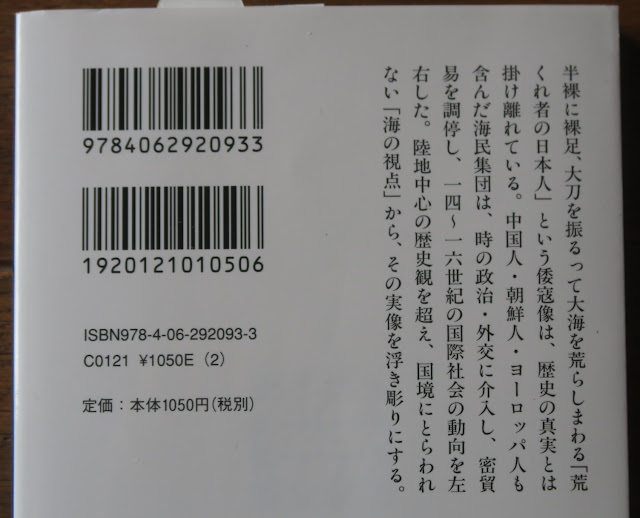 半裸に裸足、大刀を振るって大海を荒らしまわる「荒
くれ者の日本人」という倭寇像は、歴史の真実とは
掛け離れている。中国人・朝鮮人・ヨーロッパ人も
含んだ海民集団は、時の政治・外交に介入し、密貿
易を調停し、一四～一六世紀の国際社会の動向を左
右した。陸地中心の歴史観を超え、国境にとらわれ
ない「海の視点」から、その実像を浮き彫りにする。
9784062920933
1920121010506
ISBN978-4-06-292093-3
C0121 ¥1050E (2)
定価：本体1050円(税別)